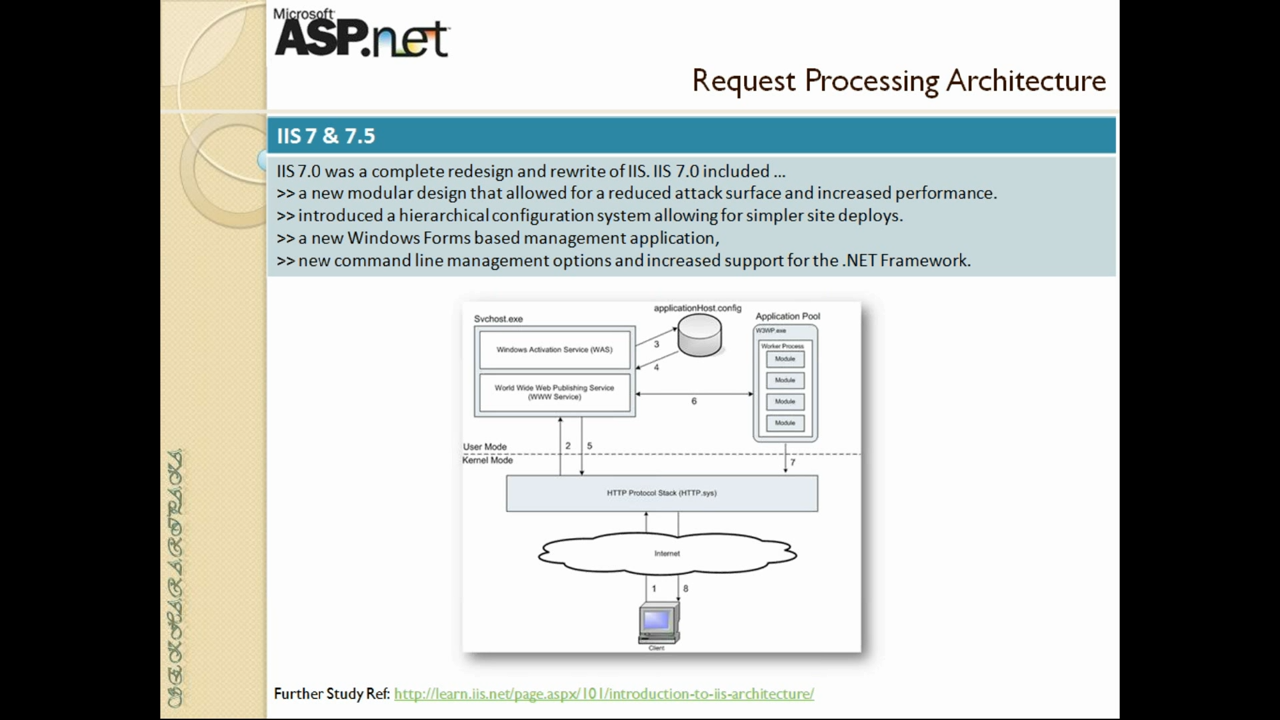 Microsoft
ASP.net
Request Processing Architecture
IIS 7 & 7.5
IIS 7.0 was a complete redesign and rewrite of IIS. IIS 7.0 included ...
>> a new modular design that allowed for a reduced attack surface and increased performance.
>> introduced a hierarchical configuration system allowing for simpler site deploys.
>> a new Windows Forms based management application,
>> new command line management options and increased support for the .NET Framework.
applicationHost.config
Svchost.exe
Application Pool
W3WP.exe
Windows Activation Service (WAS)
3
Worker Process
Module
4
Module
World Wide Web Publishing Service
(WWW Service)
6
Module
Module
User Mode
2
5
Kernel Mode
7
HTTP Protocol Stack (HTTP.sys)
Internet
1
8
Client
Further Study Ref: http://learn.iis.net/page.aspx/101/introduction-to-iis-architecture/